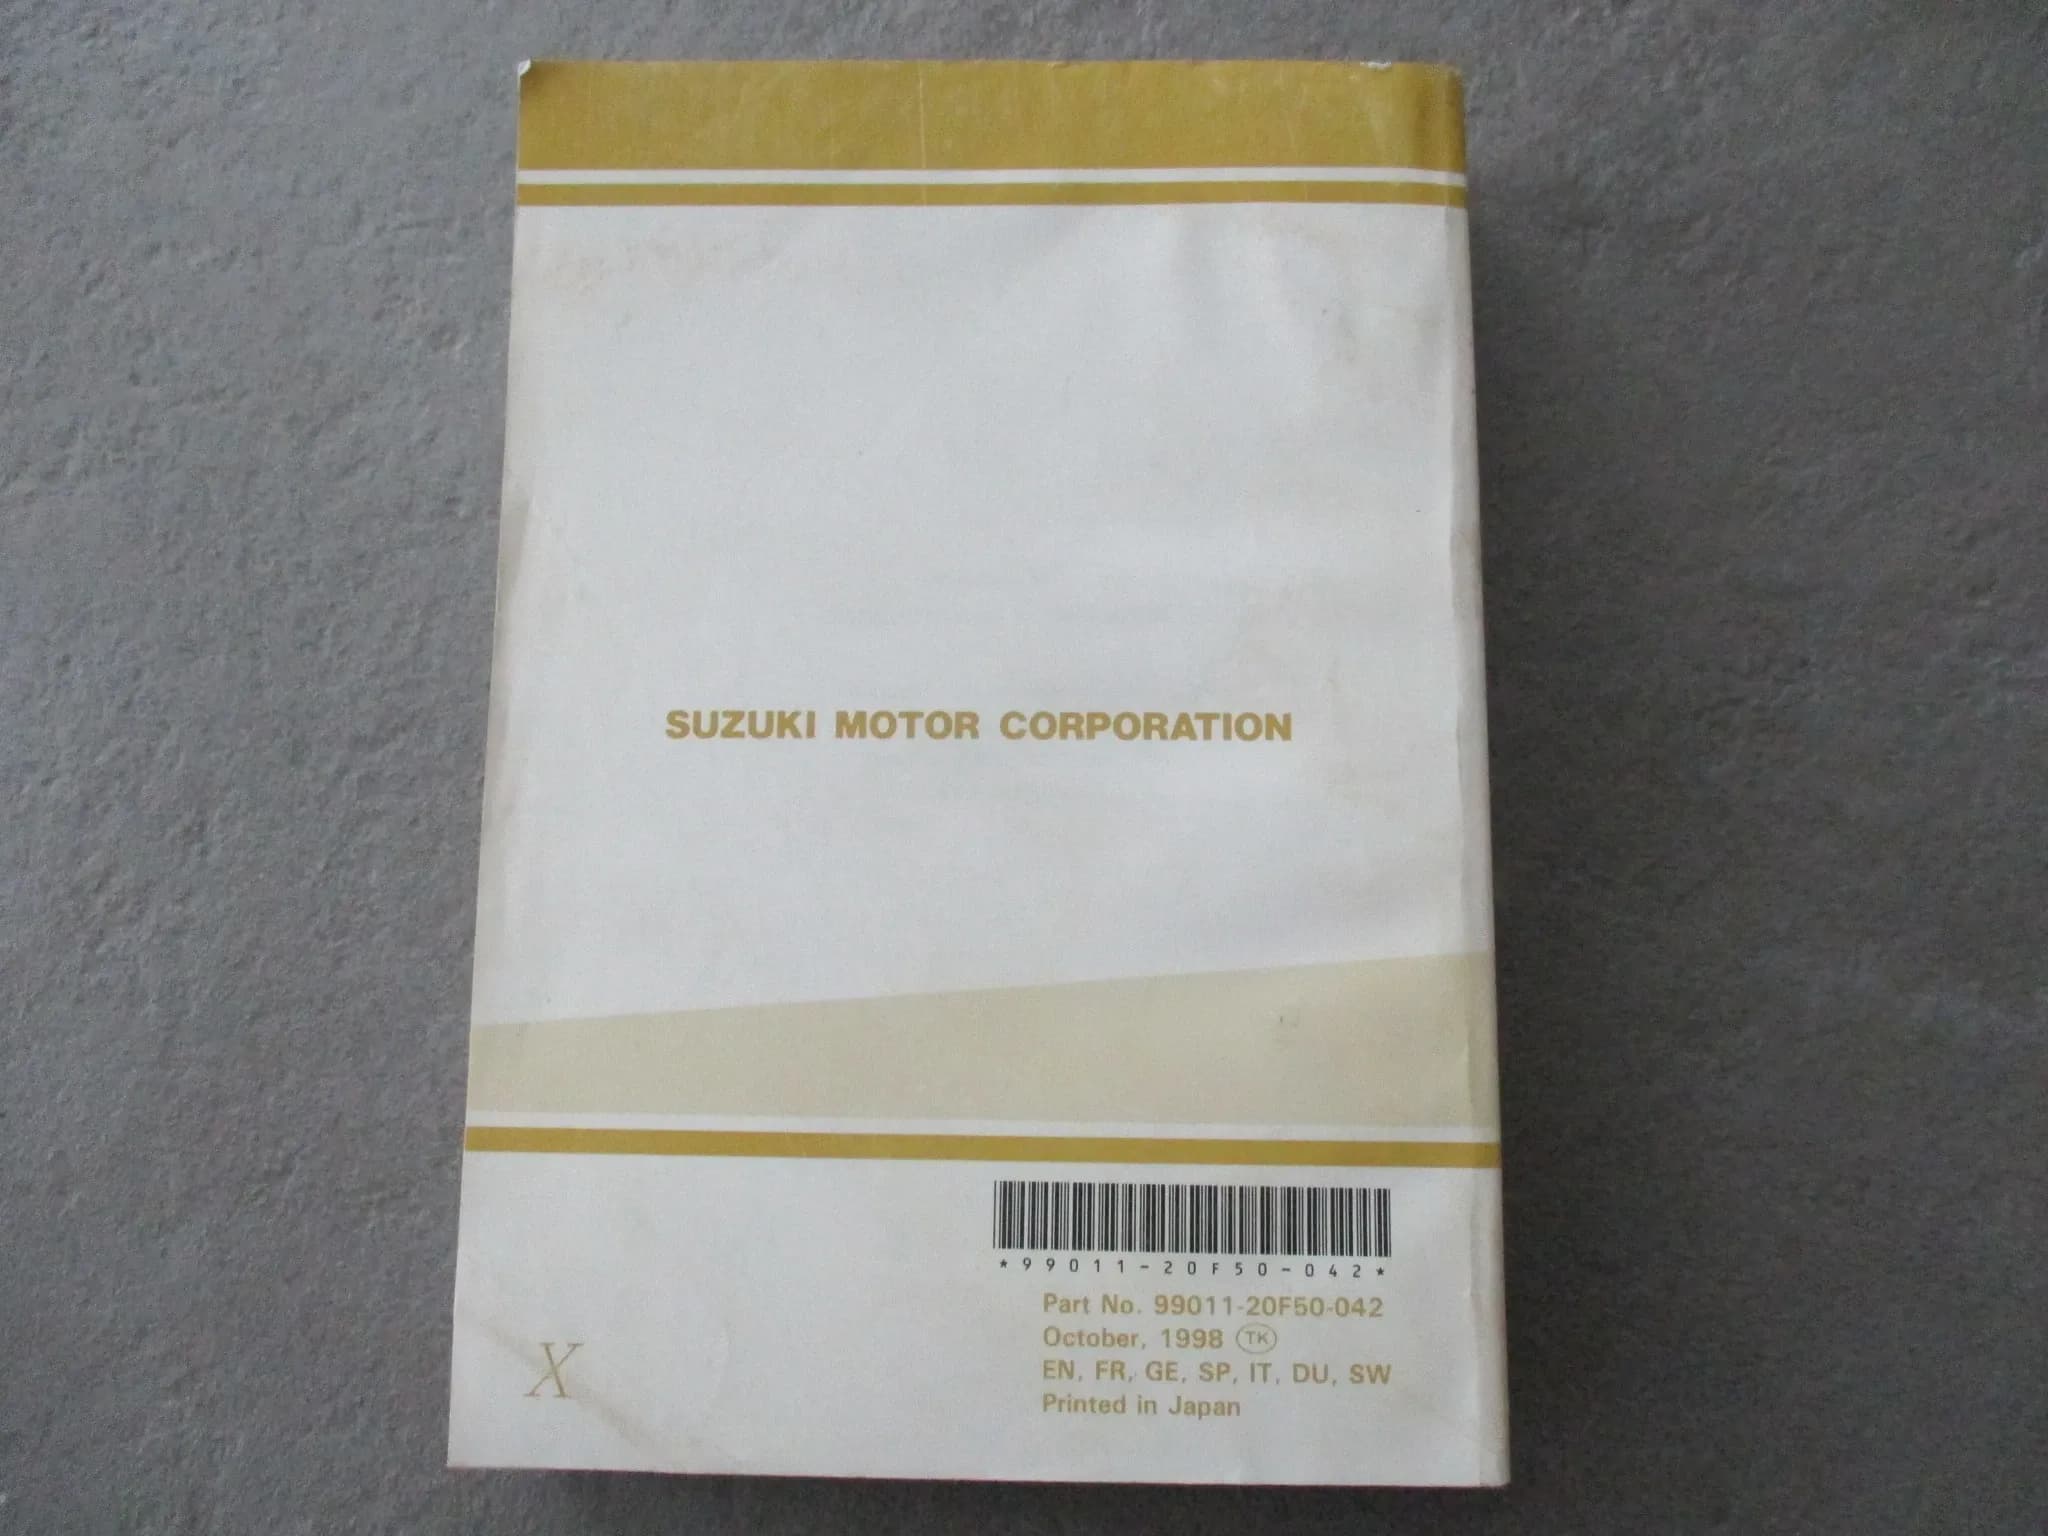 SUZUKI MOTOR CORPORATION
*99011-20F50-042*
Part No. 99011-20F50-042
October, 1998 TK
EN, FR, GE, SP, IT, DU, SW
Printed in Japan
X